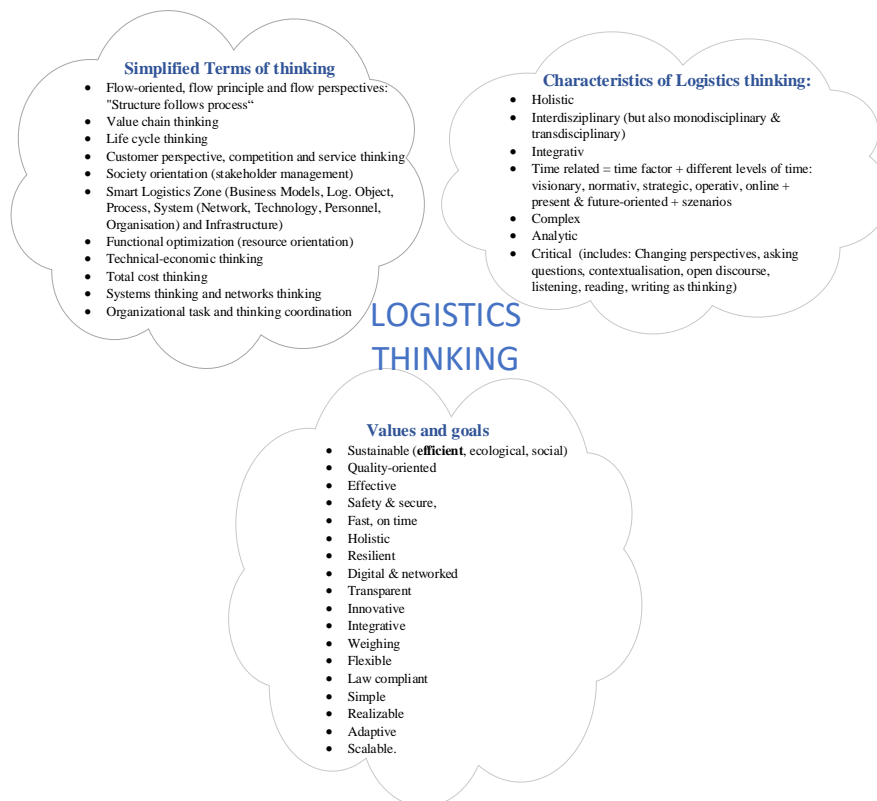 Simplified Terms of thinking
• Flow-oriented, flow principle and flow perspectives:
"Structure follows process“
• Value chain thinking
• Life cycle thinking
• Customer perspective, competition and service thinking
• Society orientation (stakeholder management)
• Smart Logistics Zone (Business Models, Log. Object,
Process, System (Network, Technology, Personnel,
Organisation) and Infrastructure)
• Functional optimization (resource orientation)
• Technical-economic thinking
• Total cost thinking
• Systems thinking and networks thinking
• Organizational task and thinking coordination
Characteristics of Logistics thinking:
• Holistic
• Interdisziplinary (but also monodisciplinary &
transdisciplinary)
• Integrativ
• Time related = time factor + different levels of time:
visionary, normativ, strategic, operativ, online +
present & future-oriented + szenarios
• Complex
• Analytic
• Critical (includes: Changing perspectives, asking
questions, contextualisation, open discourse,
listening, reading, writing as thinking)
LOGISTICS
THINKING
Values and goals
• Sustainable (efficient, ecological, social)
• Quality-oriented
• Effective
• Safety & secure,
• Fast, on time
• Holistic
• Resilient
• Digital & networked
• Transparent
• Innovative
• Integrative
• Weighing
• Flexible
• Law compliant
• Simple
• Realizable
• Adaptive
• Scalable.